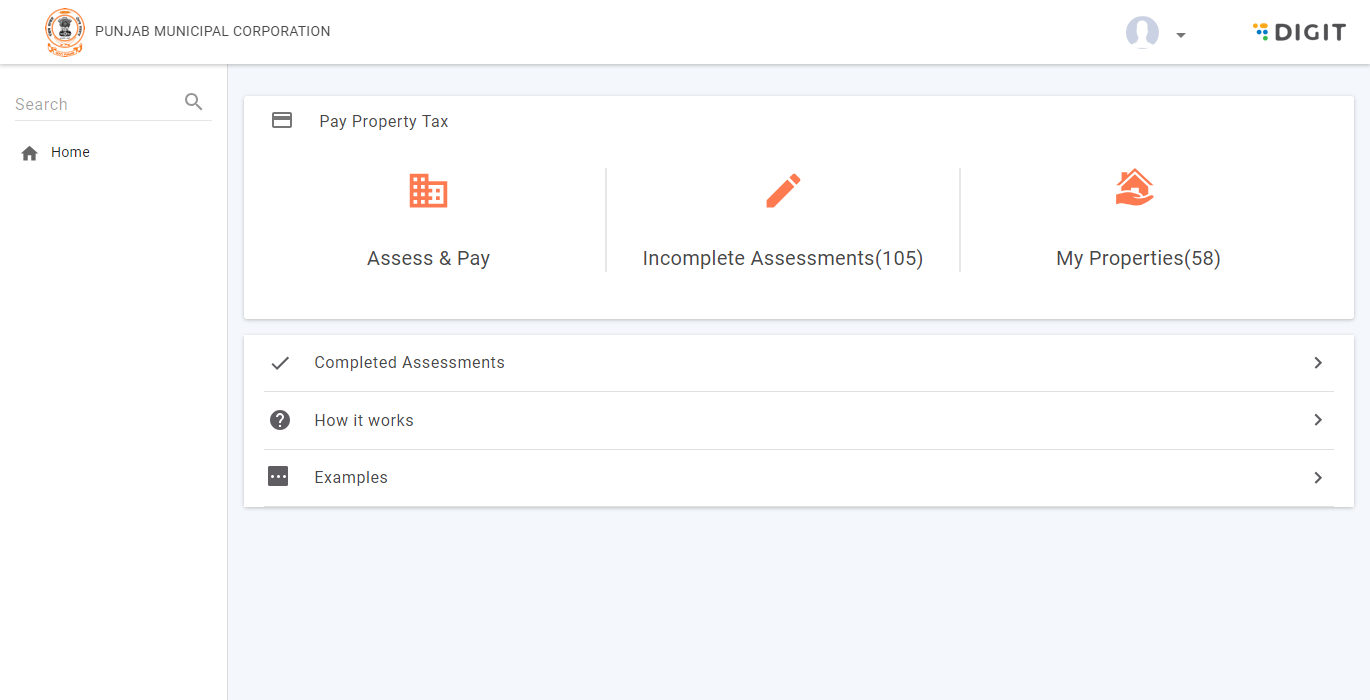 PUNJAB MUNICIPAL CORPORATION
DIGIT
Search
Home
Pay Property Tax
Assess & Pay
Incomplete Assessments(105)
My Properties(58)
Completed Assessments
How it works
Examples